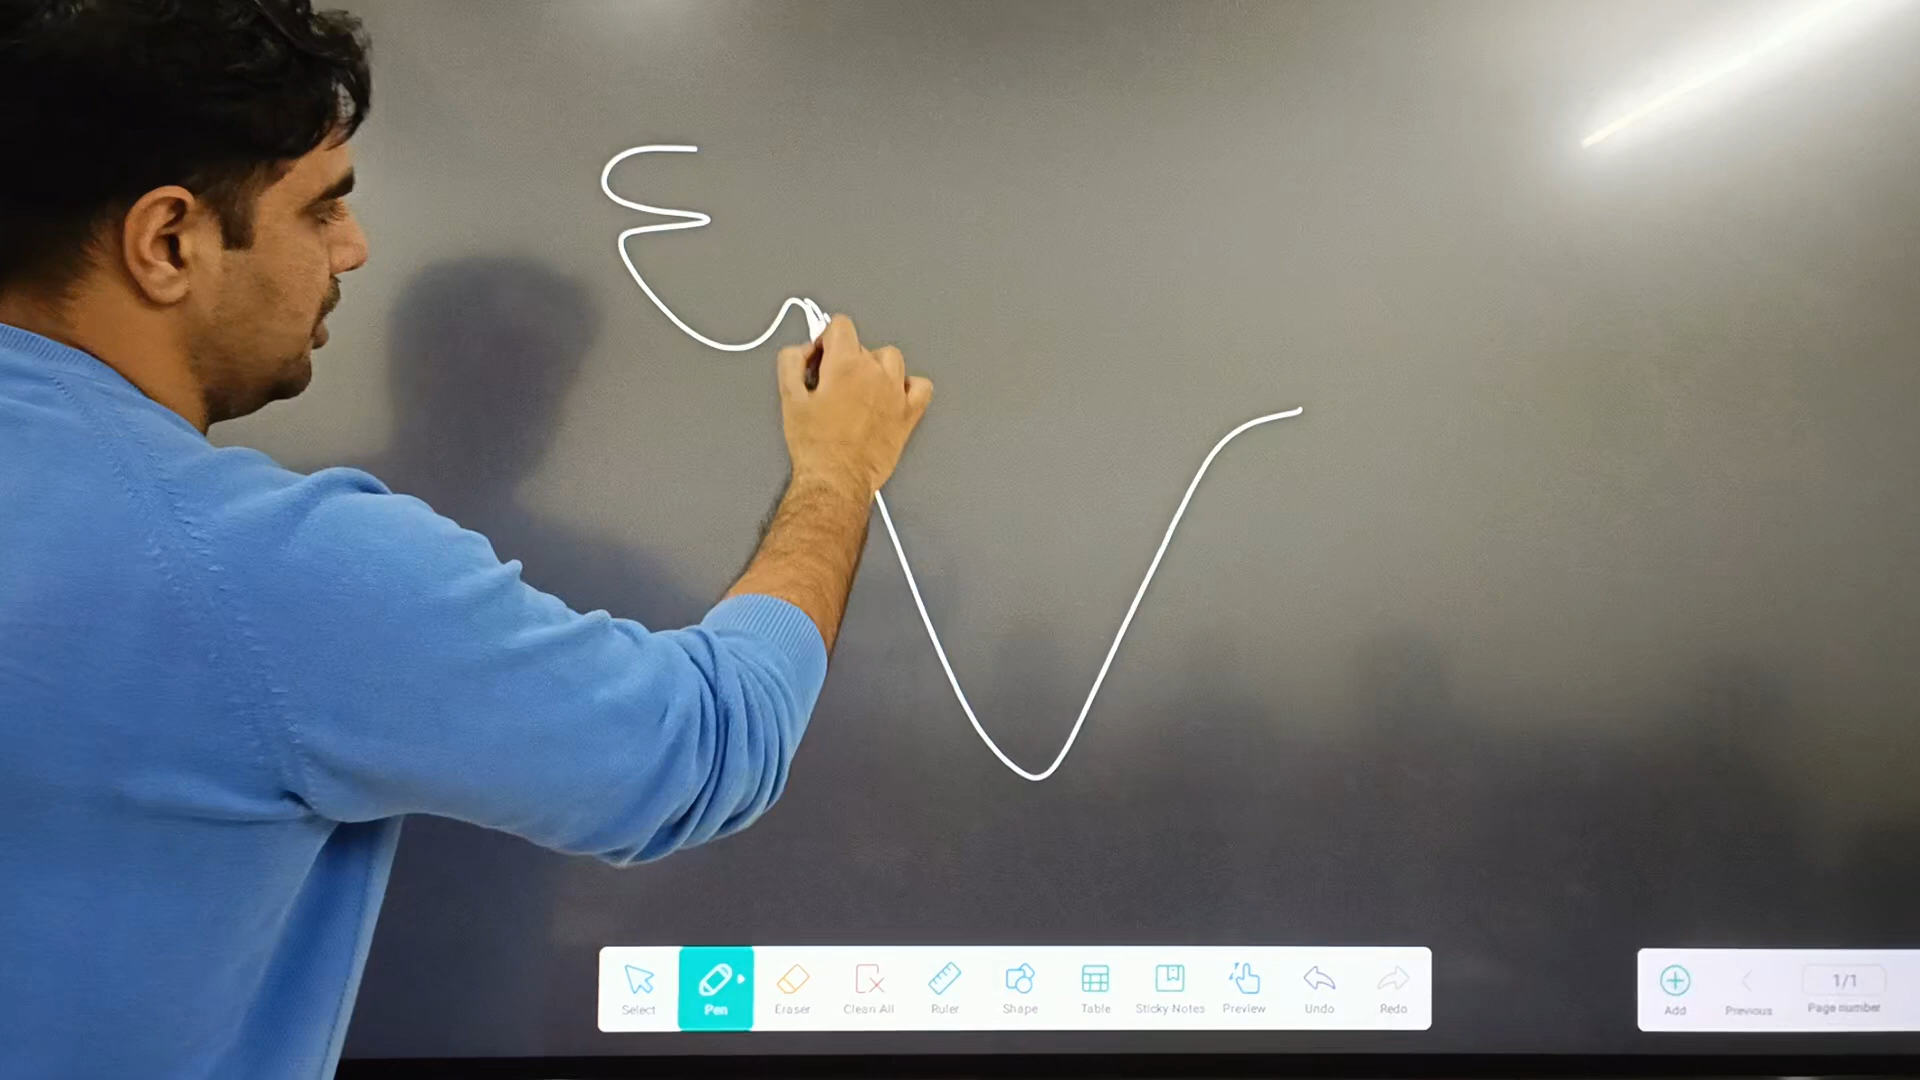 Select Pen Eraser Clean All Ruler Shape Table Sticky Notes Preview Undo Redo
Add Previous 1/1 Page number